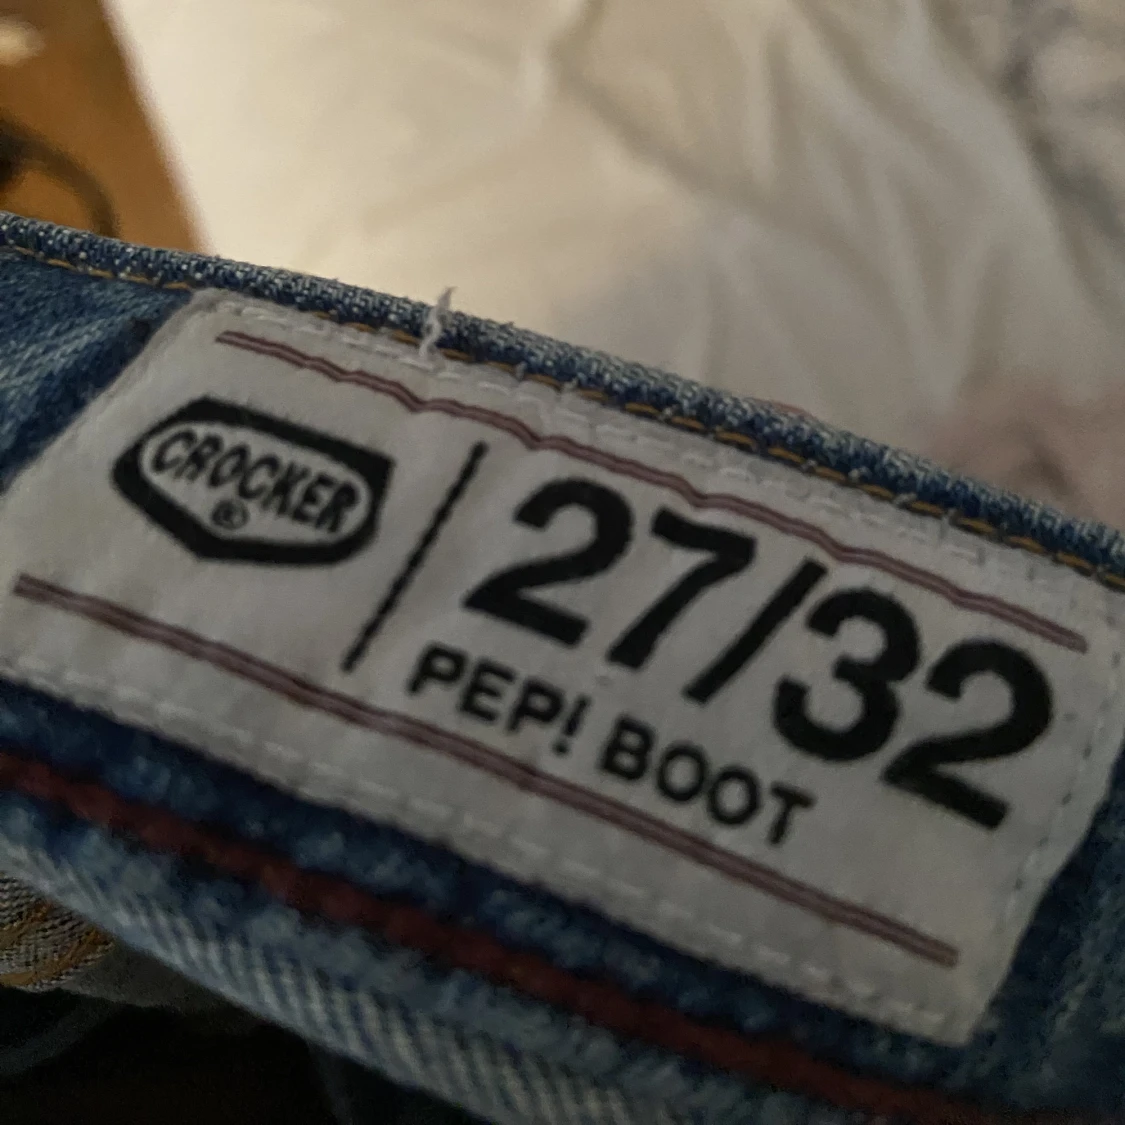 CROCKER
®
27/32
PEP! BOOT